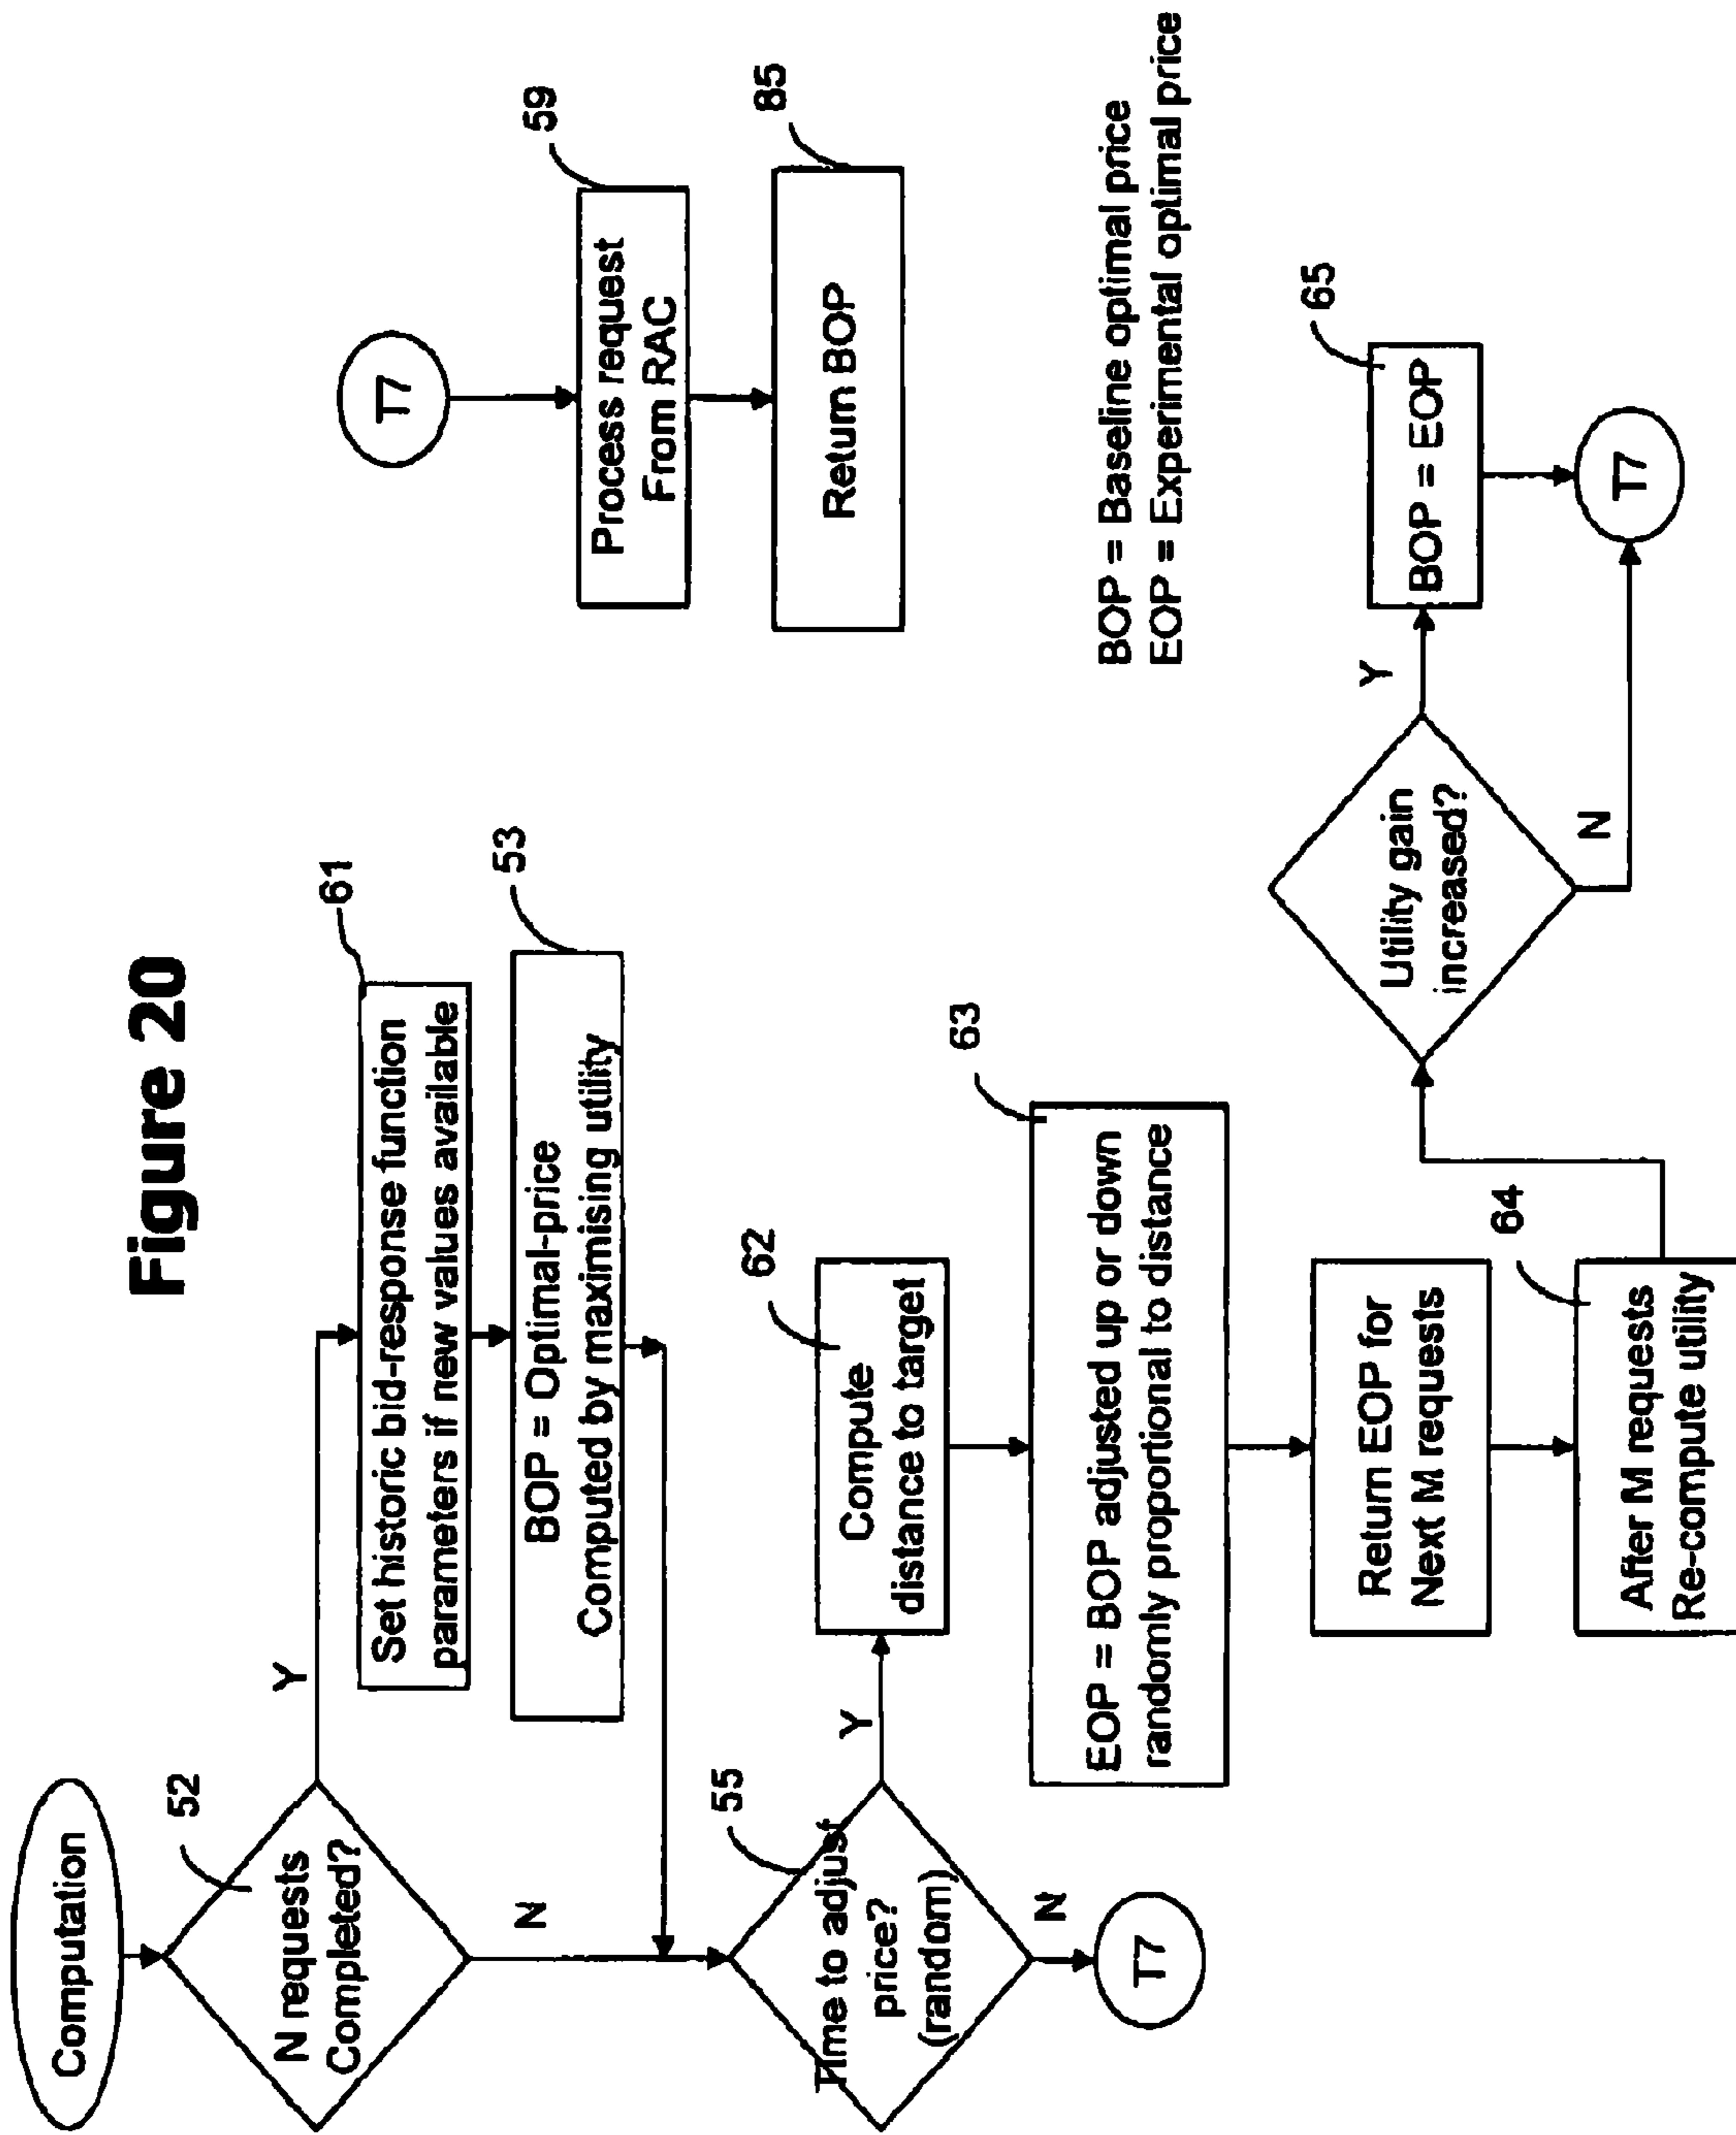 Figure 20
Computation
52
N requests
Completed?
Y
N
61
Set historic bid-response function
parameters if new values available
53
BOP = Optimal-price
Computed by maximising utility
55
Time to adjust
price?
(random)
Y
N
T7
62
Compute
distance to target
63
EOP = BOP adjusted up or down
randomly proportional to distance
Return EOP for
Next M requests
64
After M requests
Re-compute utility
Utility gain
increased?
Y
N
65
BOP = EOP
T7
T7
59
Process request
From RAC
85
Return BOP
BOP = Baseline optimal price
EOP = Experimental optimal price